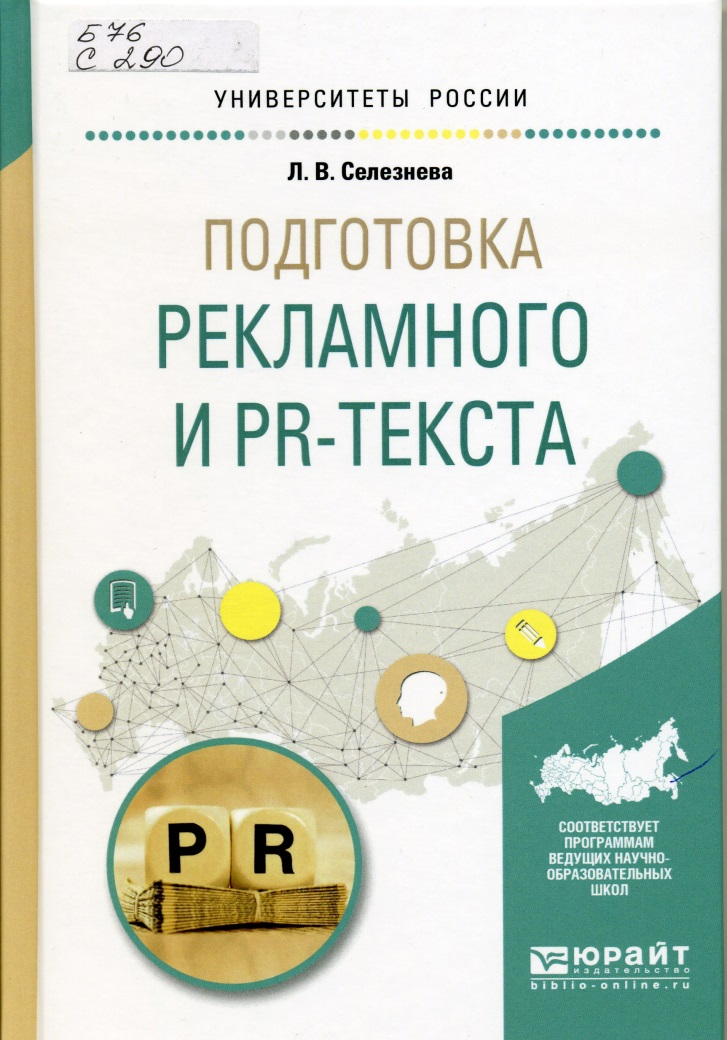 Б 76
С 290
УНИВЕРСИТЕТЫ РОССИИ
Л. В. Селезнева
ПОДГОТОВКА
РЕКЛАМНОГО
И PR-ТЕКСТА
P R
СООТВЕТСТВУЕТ
ПРОГРАММАМ
ВЕДУЩИХ НАУЧНО-
ОБРАЗОВАТЕЛЬНЫХ
ШКОЛ
ЮРАЙТ
издательство
biblio-online.ru